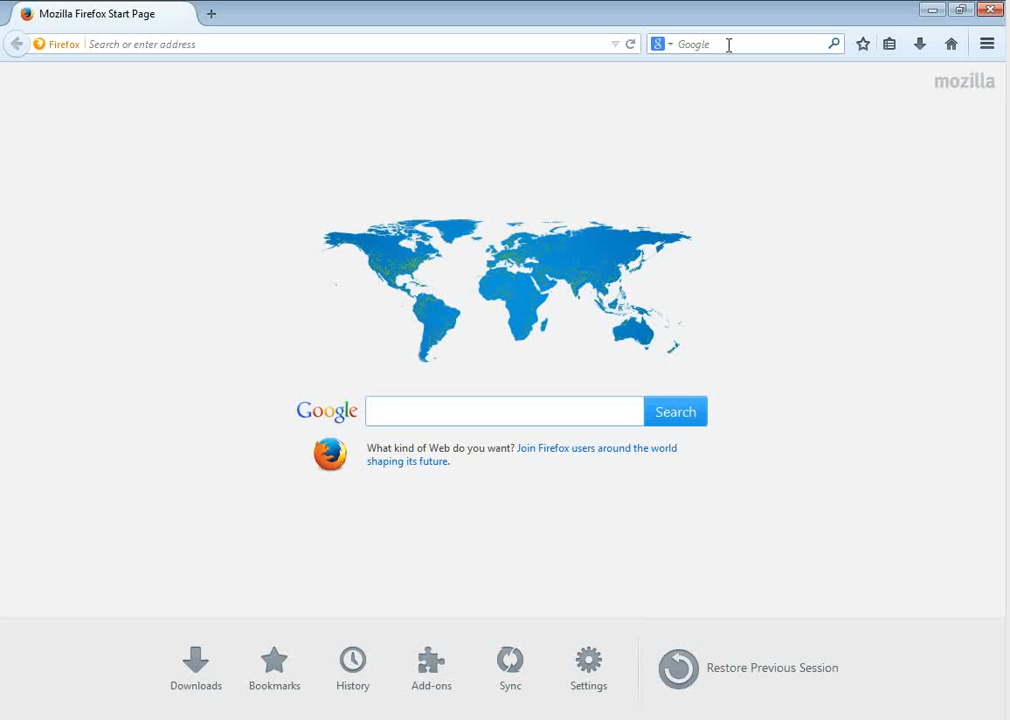 Mozilla Firefox Start Page
Firefox Search or enter address
Google
mozilla
Google Search
What kind of Web do you want? Join Firefox users around the world
shaping its future.
Downloads Bookmarks History Add-ons Sync Settings Restore Previous Session